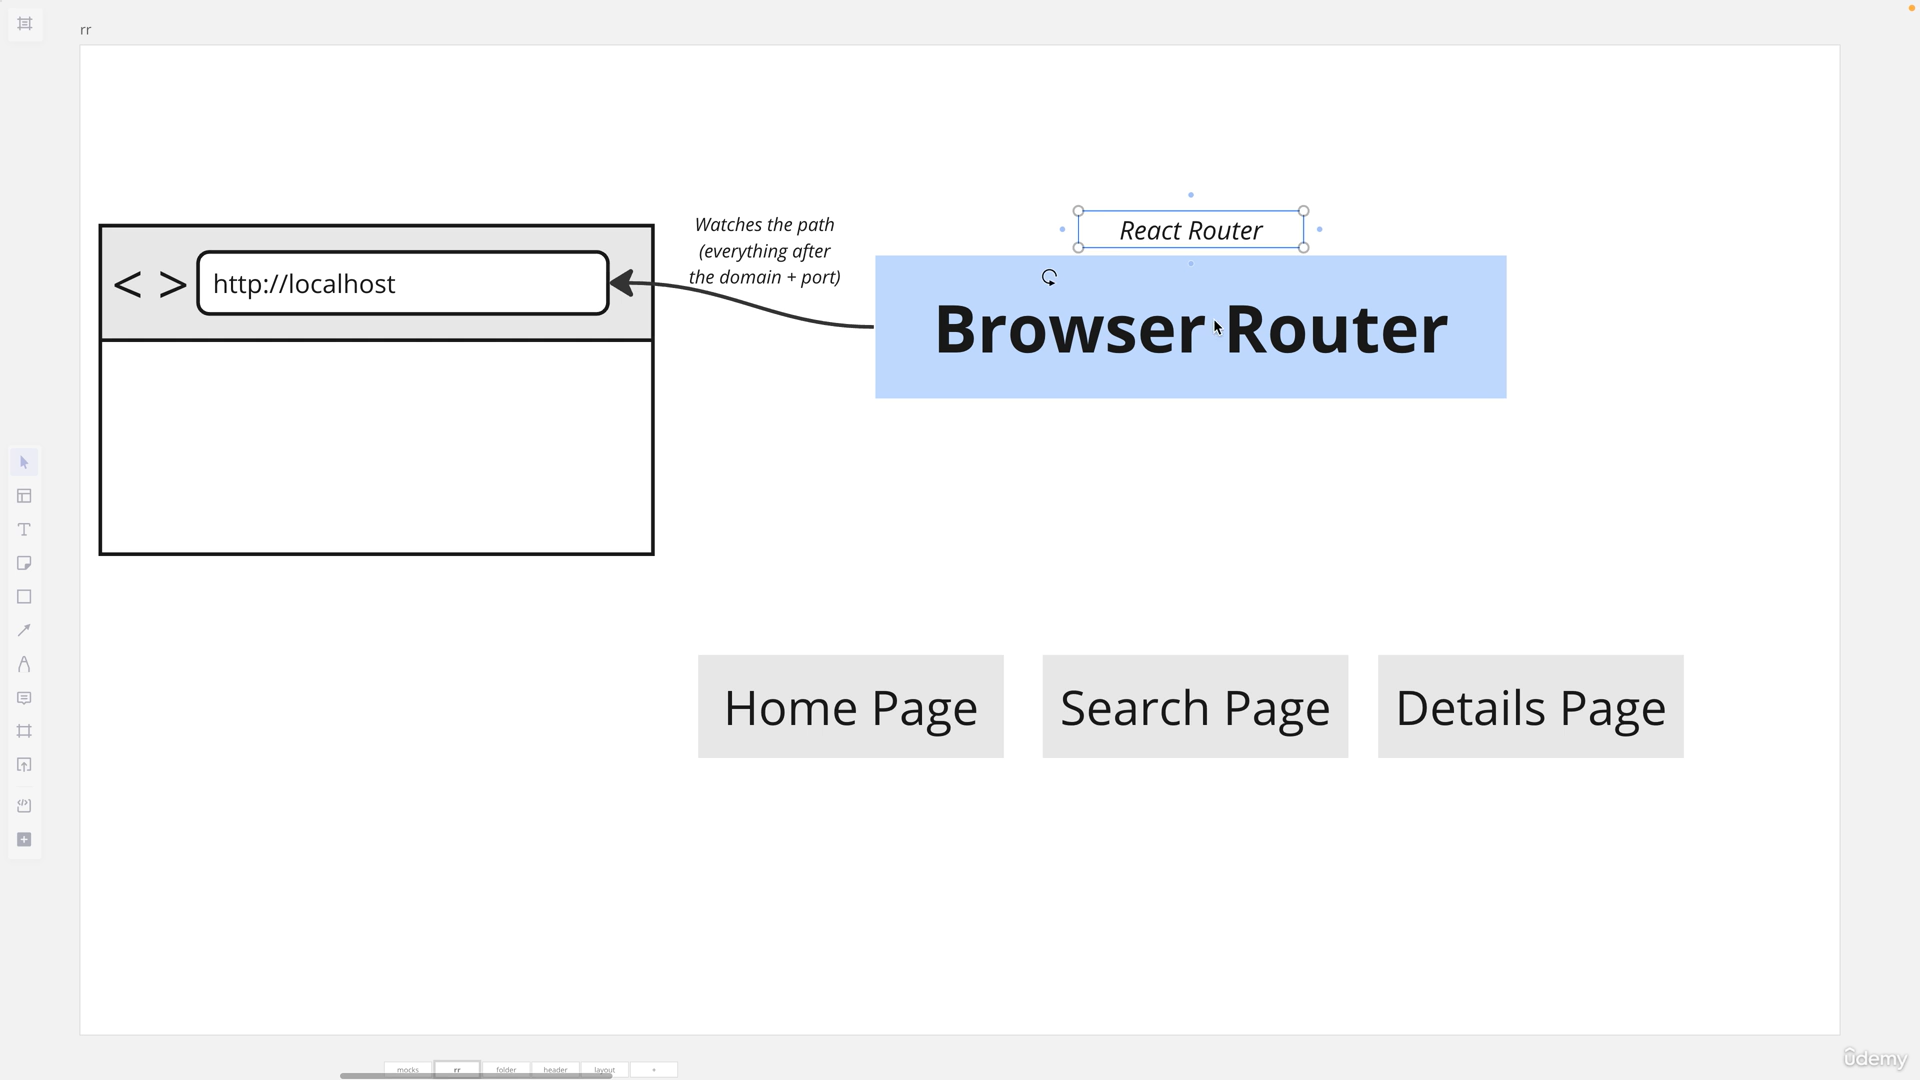 rr
Watches the path
(everything after
the domain + port)
React Router
< > http://localhost
Browser Router
Home Page
Search Page
Details Page
mocks
rr
folder
header
layout
+
ûdemy